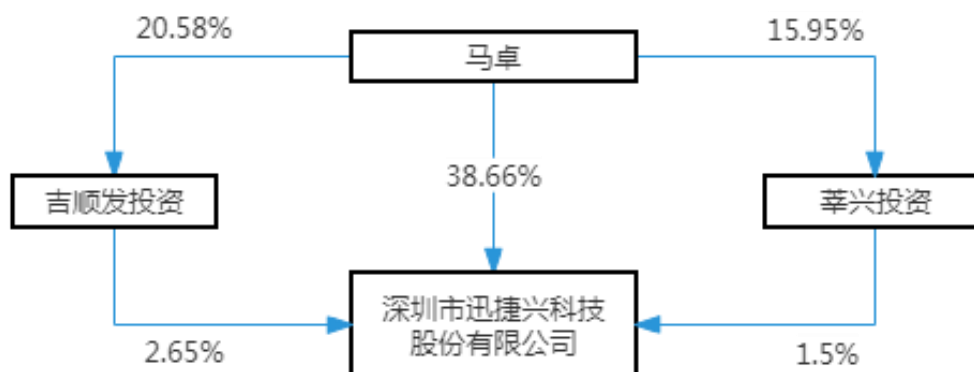 20.58%
马卓
15.95%
38.66%
吉顺发投资
莘兴投资
深圳市迅捷兴科技
股份有限公司
2.65%
1.5%